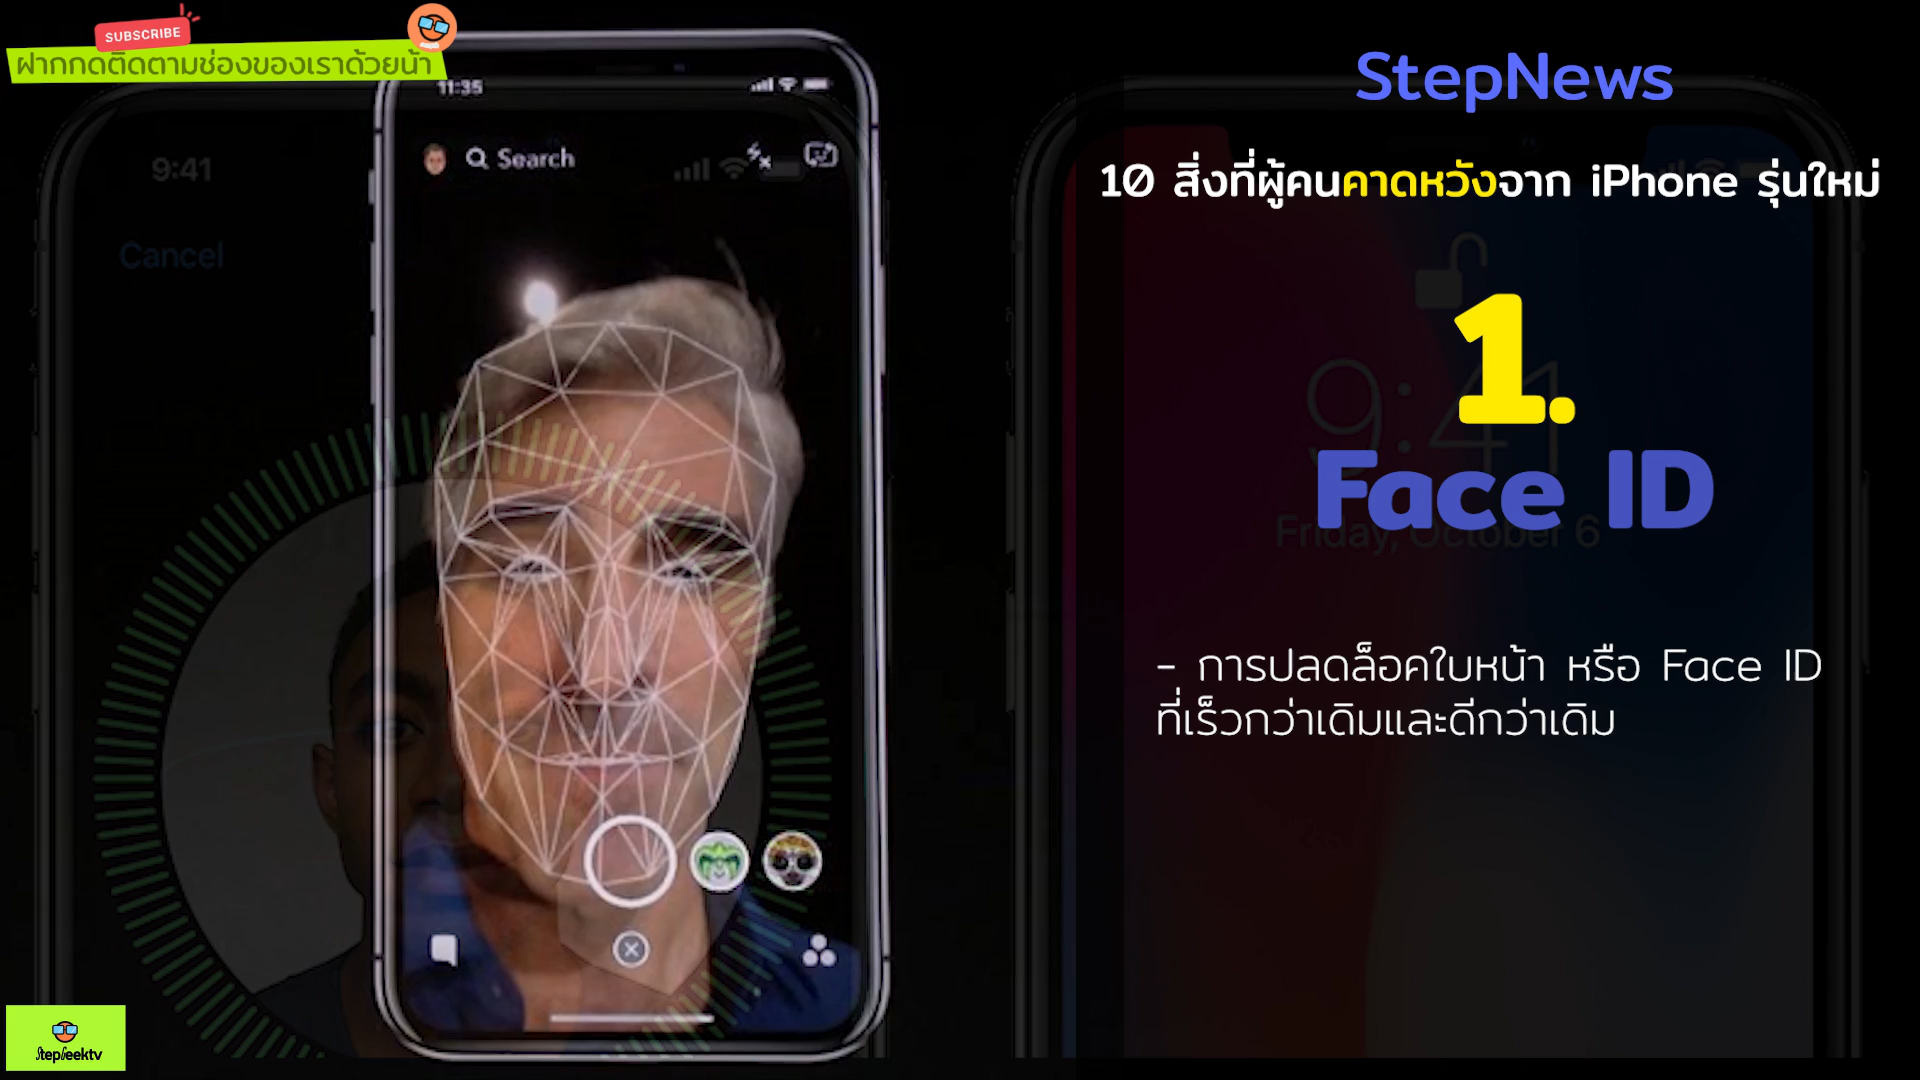 SUBSCRIBE
ฝากกดติดตามช่องของเราด้วยน้า
11:35
Search
9:41
Cancel
StepNews
10 สิ่งที่ผู้คนคาดหวังจาก iPhone รุ่นใหม่
9:41
1.
Face ID
Friday, October 6
- การปลดล็อคใบหน้า หรือ Face ID
ที่เร็วกว่าเดิมและดีกว่าเดิม
StepGeektv